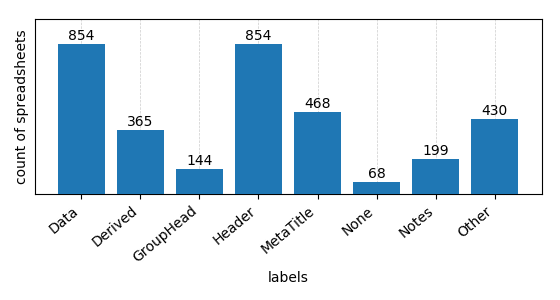 count of spreadsheets
854
365
144
854
468
68
199
430
Data
Derived
GroupHead
Header
MetaTitle
None
Notes
Other
labels